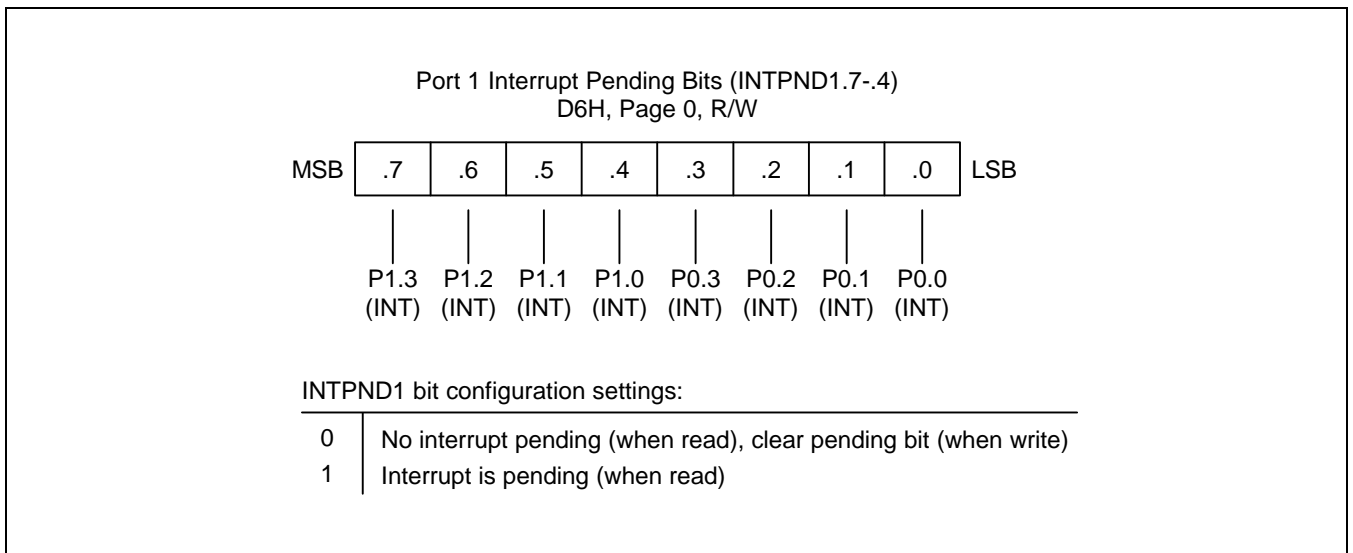 Port 1 Interrupt Pending Bits (INTPND1.7-.4)
D6H, Page 0, R/W
MSB .7 .6 .5 .4 .3 .2 .1 .0 LSB
P1.3 P1.2 P1.1 P1.0 P0.3 P0.2 P0.1 P0.0
(INT) (INT) (INT) (INT) (INT) (INT) (INT) (INT)
INTPND1 bit configuration settings:
0 No interrupt pending (when read), clear pending bit (when write)
1 Interrupt is pending (when read)